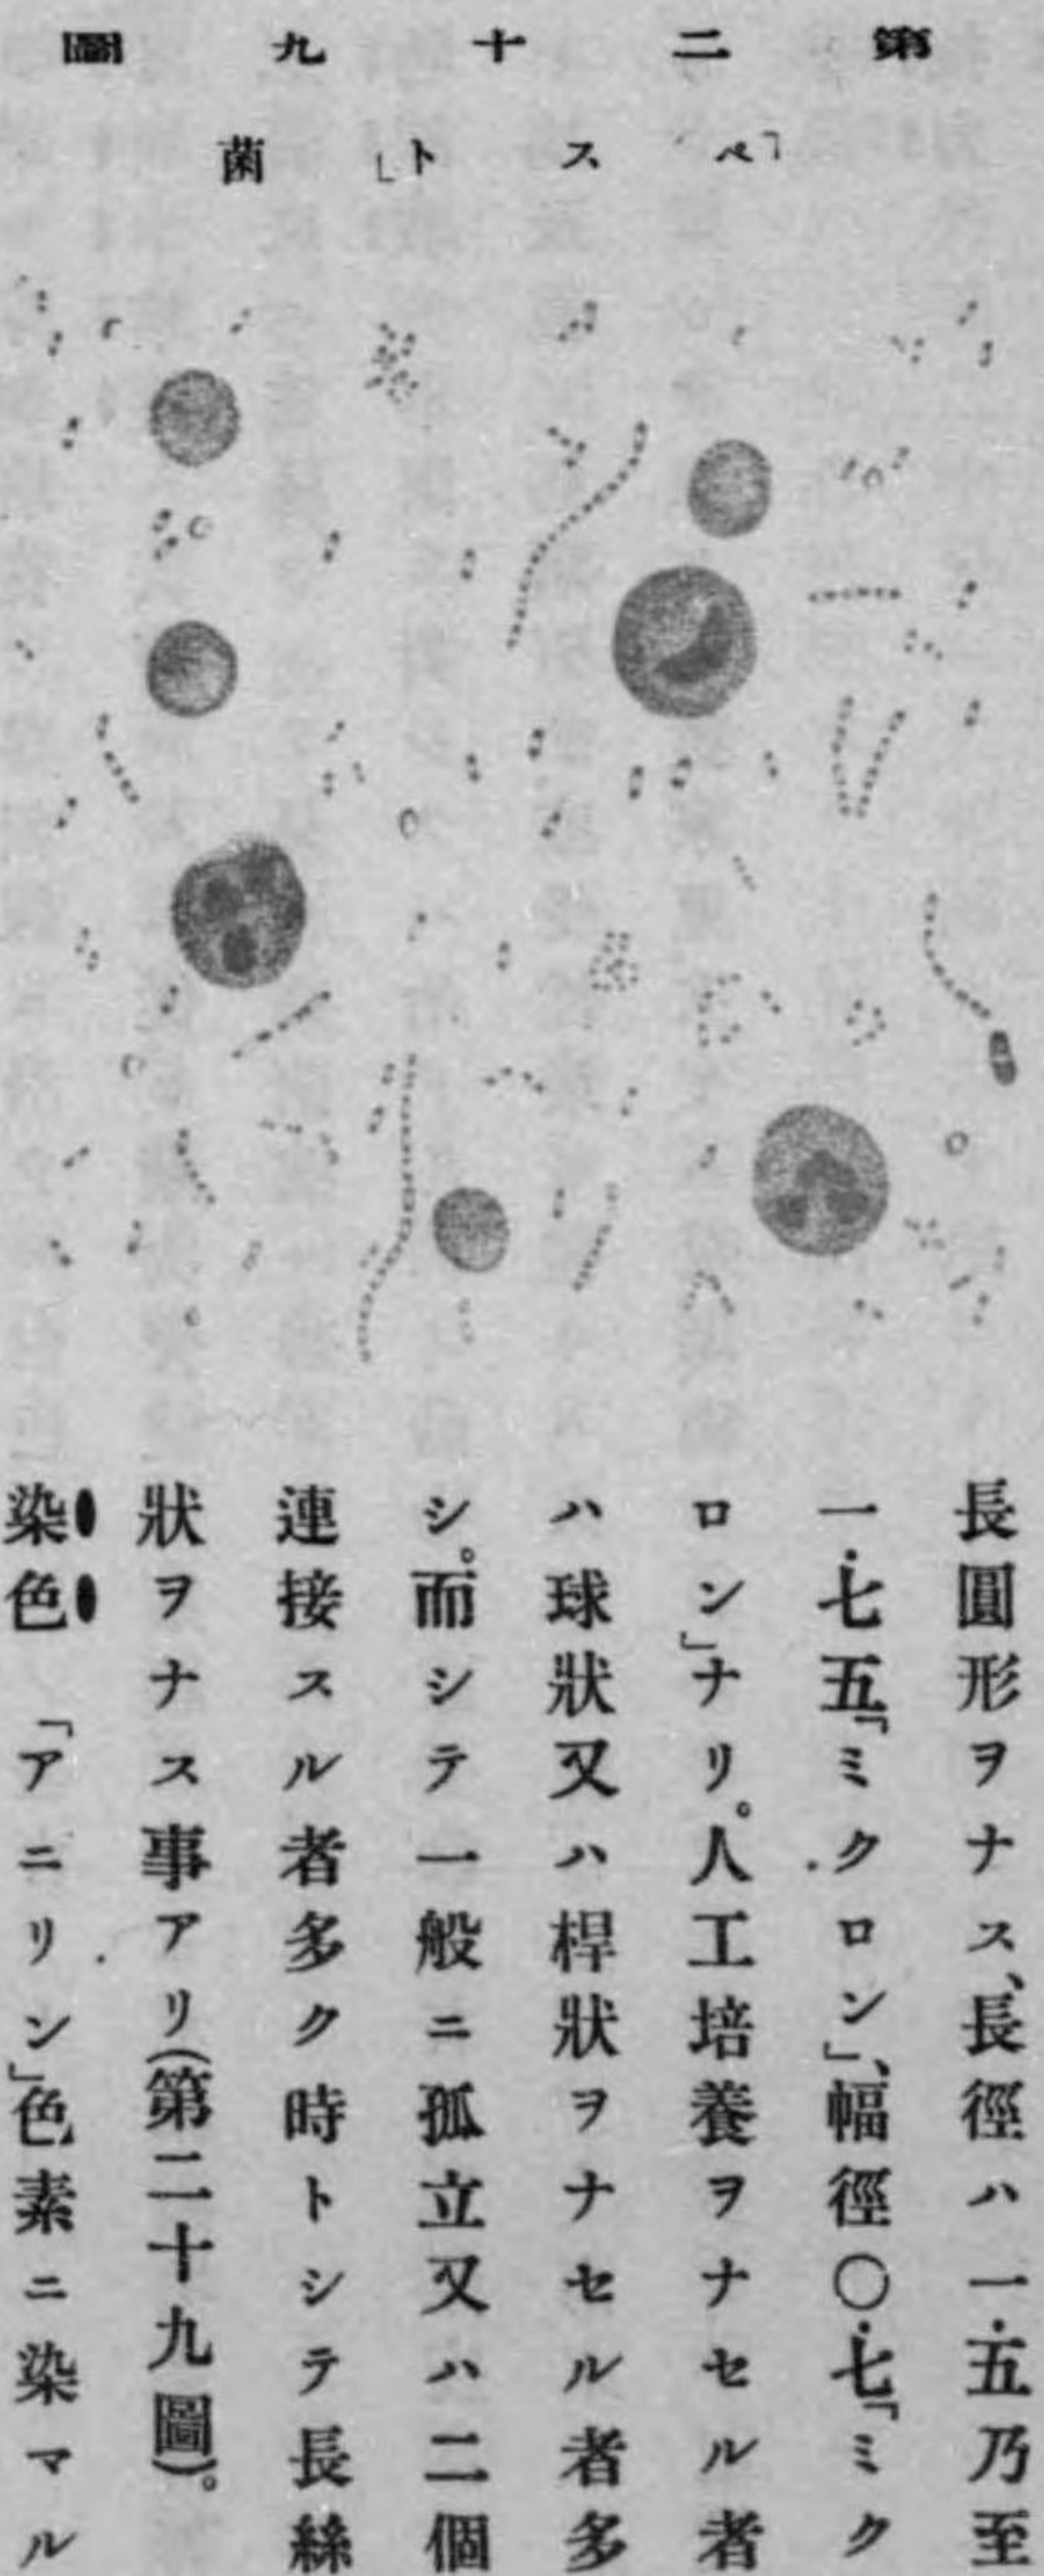 第二十九圖
「ペスト」菌
長圓形ヲナス、長徑ハ一.五乃至
一.七五「ミクロン」、幅徑〇.七「ミク
ロン」ナリ。人工培養ヲナセル者
ハ球狀又ハ桿狀ヲナセル者多
シ。而シテ一般ニ孤立又ハ二個
連接スル者多ク時トシテ長絲
狀ヲナス事アリ(第二十九圖)。
染色 「アニリン」色素ニ染マル